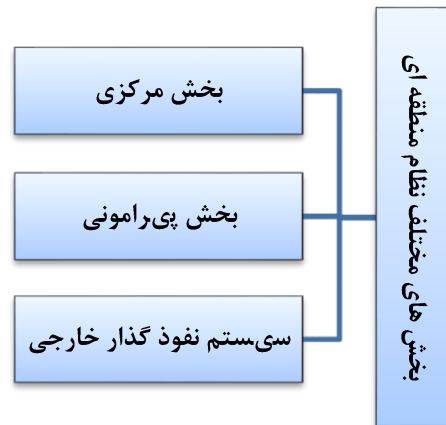 بخش های مختلف نظام منطقه ای
بخش مرکزی
بخش پی‌رامونی
سی‌ستم نفوذ گذار خارجی